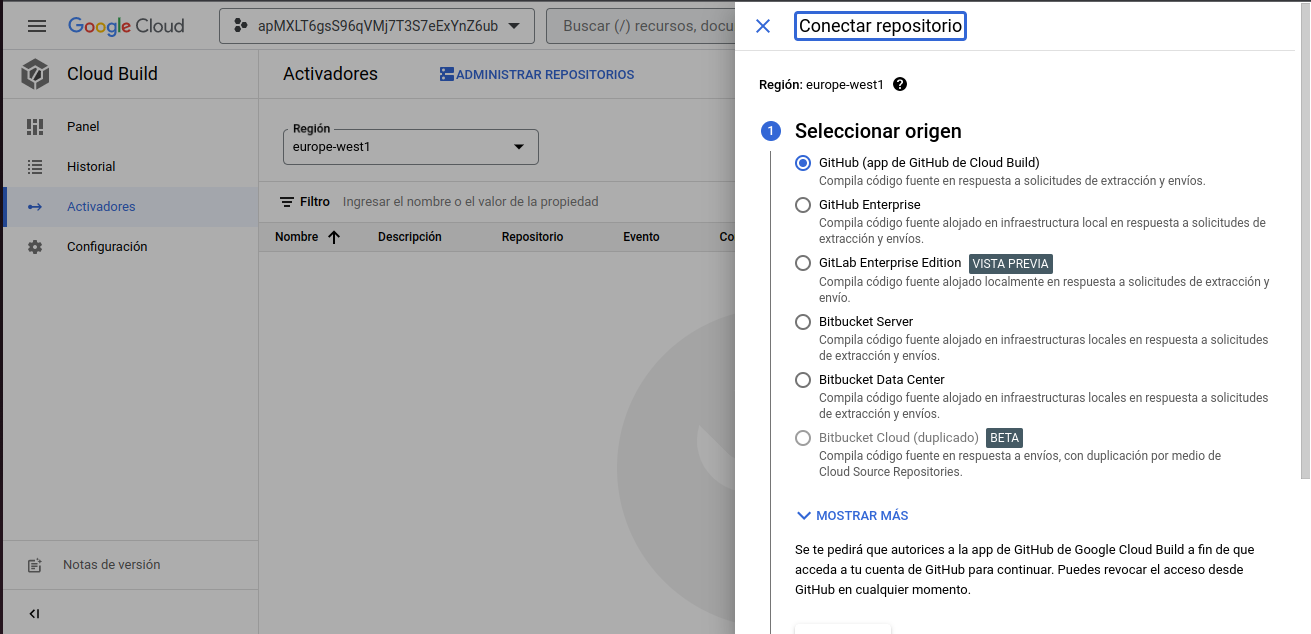 Google Cloud
apMXLT6gsS96qVMj7T3S7eExYnZ6ub
Buscar (/) recursos, docu
Cloud Build
Panel
Historial
Activadores
Configuración
Notas de versión
Activadores
ADMINISTRAR REPOSITORIOS
Región
europe-west1
Filtro Ingresar el nombre o el valor de la propiedad
Nombre Descripción Repositorio Evento Co
Conectar repositorio
Región: europe-west1 ?
1 Seleccionar origen
GitHub (app de GitHub de Cloud Build)
Compila código fuente en respuesta a solicitudes de extracción y envíos.
GitHub Enterprise
Compila código fuente alojado en infraestructura local en respuesta a solicitudes de
extracción y envíos.
GitLab Enterprise Edition VISTA PREVIA
Compila código fuente alojado localmente en respuesta a solicitudes de extracción y
envío.
Bitbucket Server
Compila código fuente alojado en infraestructuras locales en respuesta a solicitudes
de extracción y envíos.
Bitbucket Data Center
Compila código fuente alojado en infraestructuras locales en respuesta a solicitudes
de extracción y envíos.
Bitbucket Cloud (duplicado) BETA
Compila código fuente en respuesta a envíos, con duplicación por medio de
Cloud Source Repositories.
MOSTRAR MÁS
Se te pedirá que autorices a la app de GitHub de Google Cloud Build a fin de que
acceda a tu cuenta de GitHub para continuar. Puedes revocar el acceso desde
GitHub en cualquier momento.